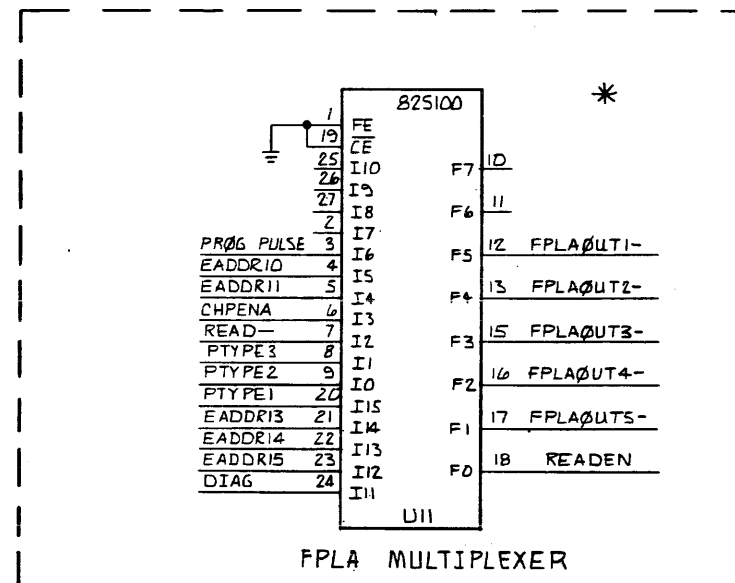 82S100
*
1 FE
19 CE
25 I10
26 I9
27 I8
2 I7
PRØG PULSE 3 I6
EADDR10 4 I5
EADDR11 5 I4
CHPENA 6 I3
READ- 7 I2
PTYPE3 8 I1
PTYPE2 9 I0
PTYPE1 20 I15
EADDR13 21 I14
EADDR14 22 I13
EADDR15 23 I12
DIAG 24 I11
F7 10
F6 11
F5 12 FPLAØUT1-
F4 13 FPLAØUT2-
F3 15 FPLAØUT3-
F2 16 FPLAØUT4-
F1 17 FPLAØUT5-
F0 18 READEN
U11
FPLA MULTIPLEXER